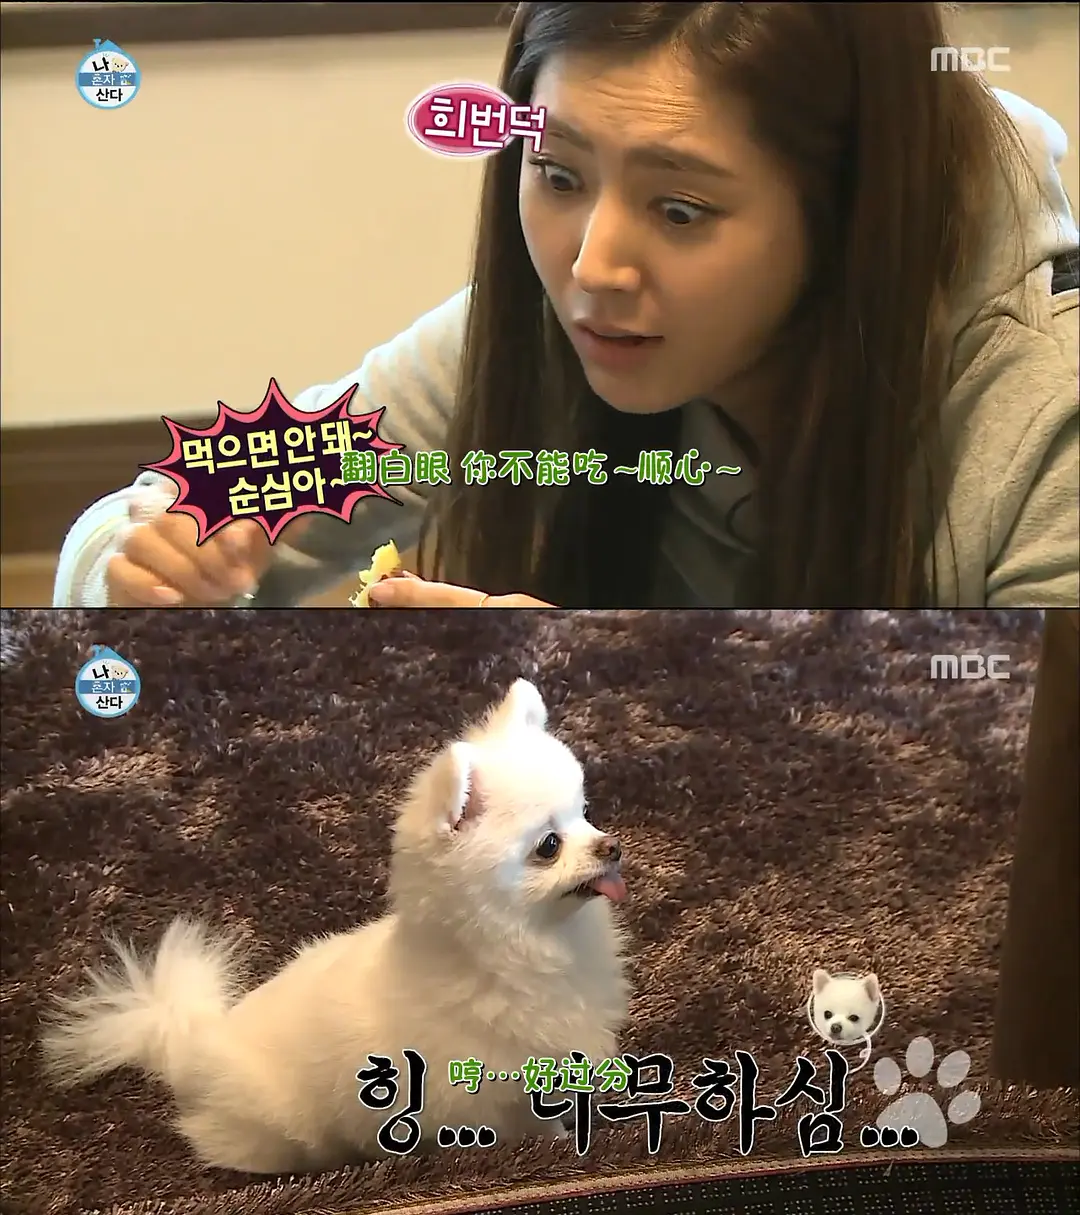 나
혼자
산다
MBC
희번덕
먹으면 안 돼~
순심아~
翻白眼 你不能吃~顺心~
나
혼자
산다
MBC
힝... 너무하심...
哼…好过分